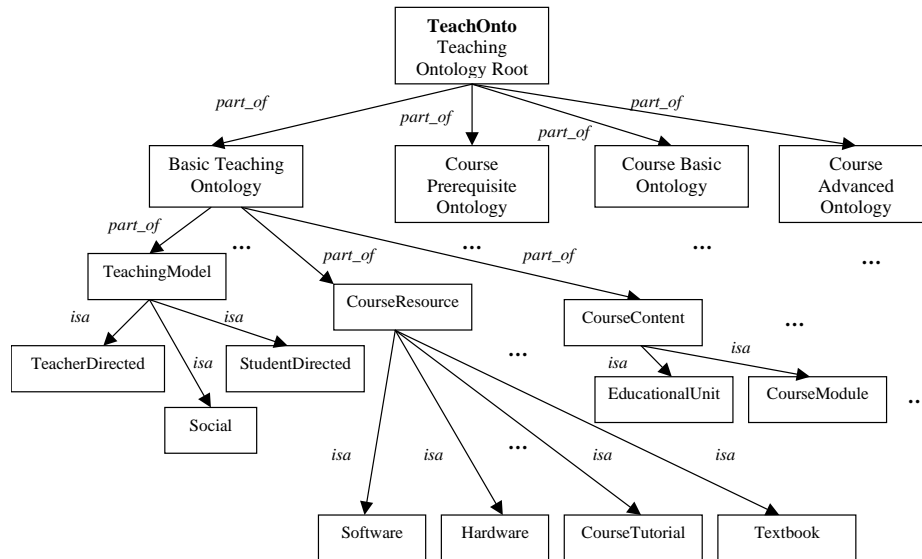 TeachOnto
Teaching
Ontology Root
part_of
part_of
part_of
part_of
Basic Teaching
Ontology
Course
Prerequisite
Ontology
Course Basic
Ontology
Course
Advanced
Ontology
part_of
...
part_of
part_of
...
...
...
TeachingModel
CourseResource
CourseContent
...
isa
isa
isa
TeacherDirected
StudentDirected
Social
...
isa
isa
EducationalUnit
CourseModule
...
isa
isa
...
isa
isa
Software
Hardware
CourseTutorial
Textbook